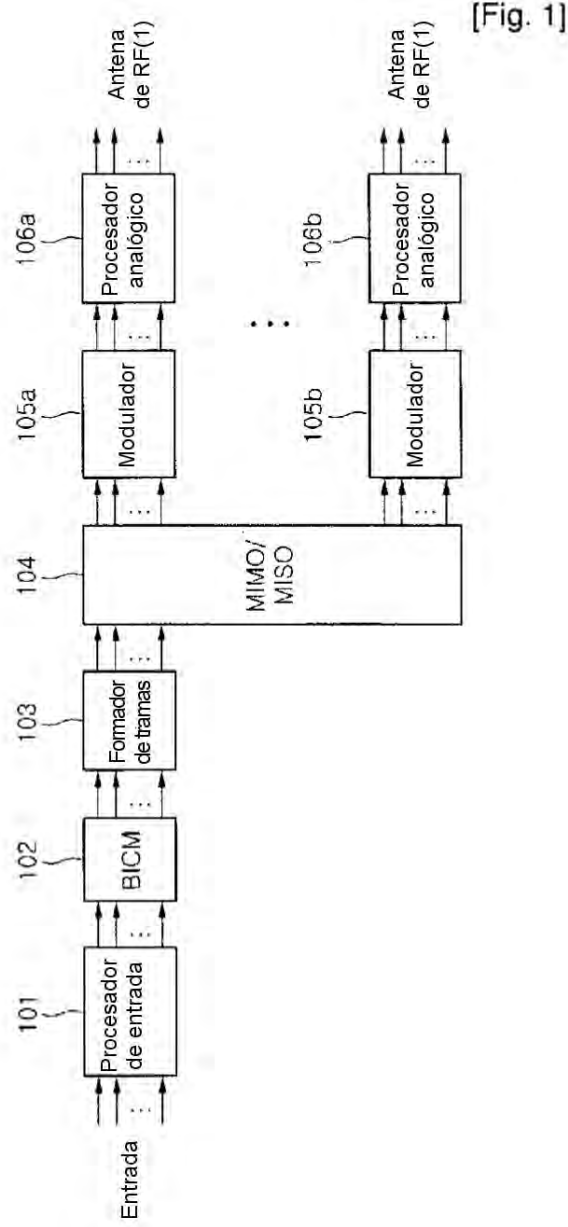 [Fig. 1]
Entrada
101
Procesador
de entrada
102
BICM
103
Formador
de tramas
104
MIMO/
MISO
105a
Modulador
106a
Procesador
analógico
Antena
de RF(1)
105b
Modulador
106b
Procesador
analógico
Antena
de RF(1)